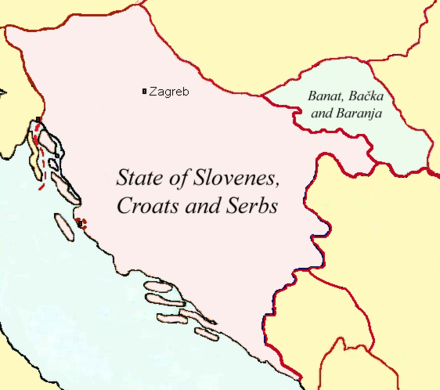 Zagreb
Banat, Bačka
and Baranja
State of Slovenes,
Croats and Serbs